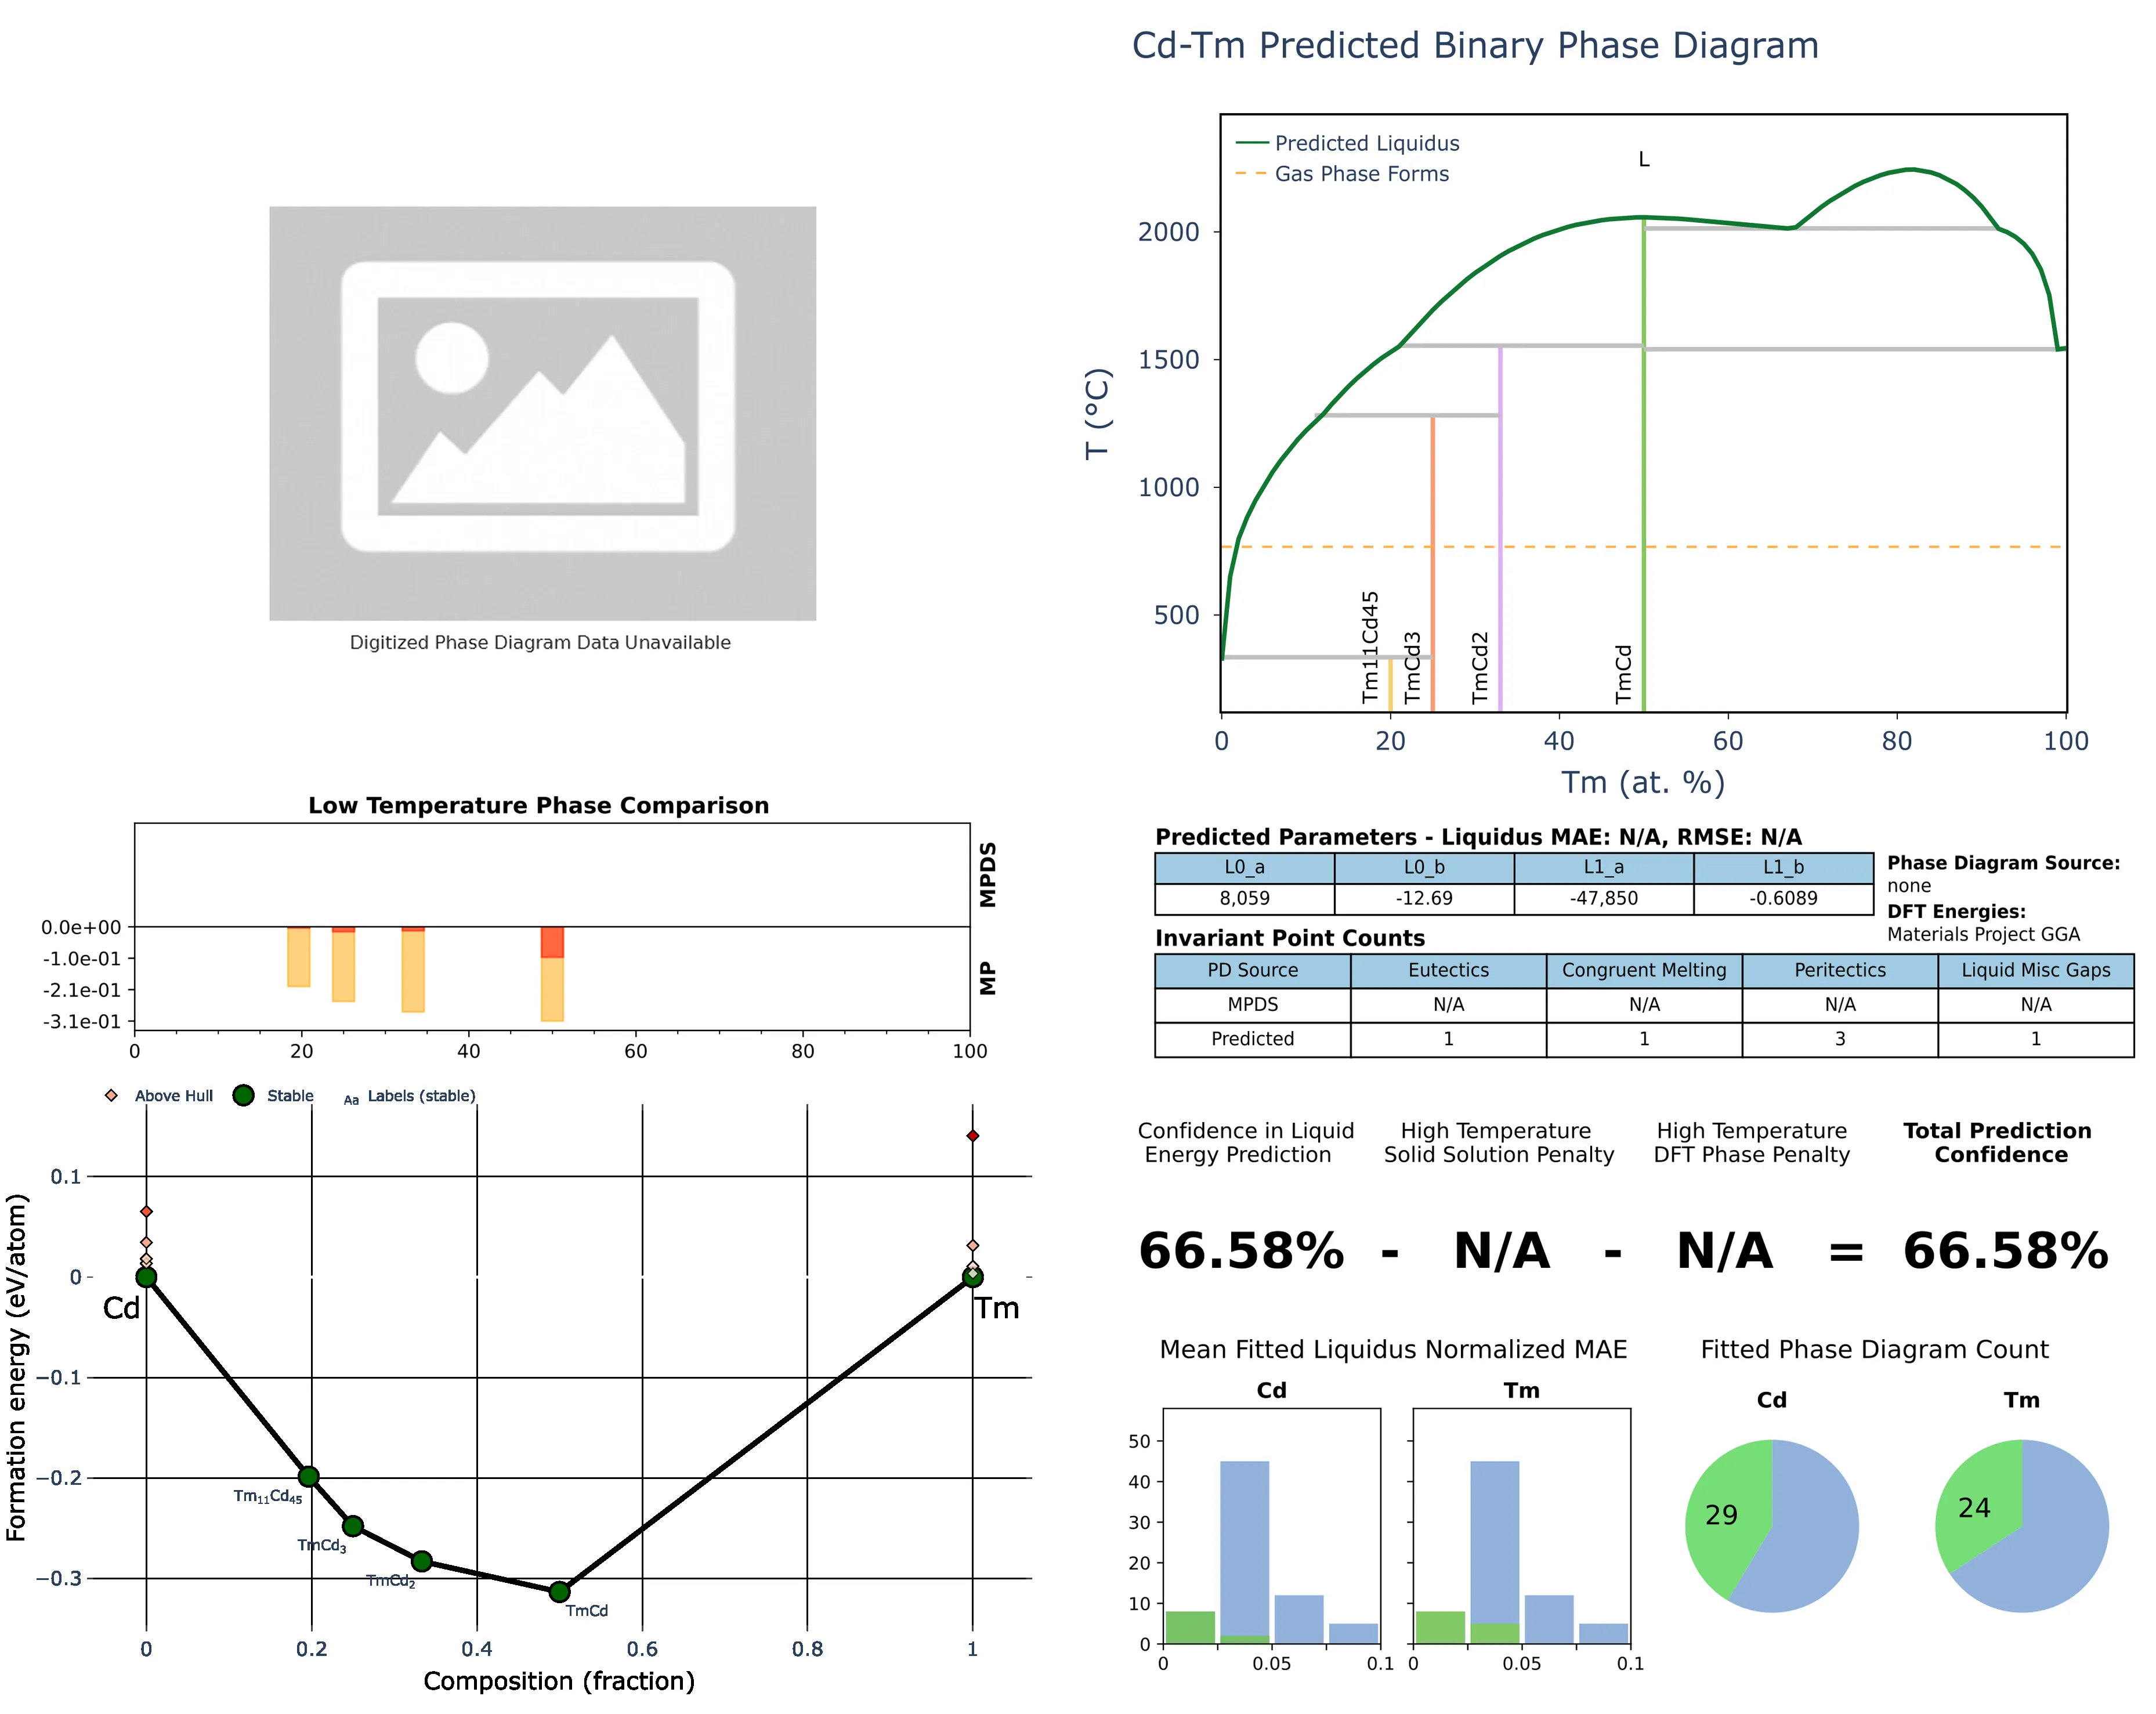 Cd-Tm Predicted Binary Phase Diagram
Predicted Liquidus
Gas Phase Forms
L
T (°C)
2000
1500
1000
500
Tm11Cd45
TmCd3
TmCd2
TmCd
0 20 40 60 80 100
Tm (at. %)
Digitized Phase Diagram Data Unavailable
Low Temperature Phase Comparison
MPDS
MP
0.0e+00
-1.0e-01
-2.1e-01
-3.1e-01
0 20 40 60 80 100
Predicted Parameters - Liquidus MAE: N/A, RMSE: N/A
L0_a L0_b L1_a L1_b
8,059 -12.69 -47,850 -0.6089
Phase Diagram Source:
none
DFT Energies:
Materials Project GGA
Invariant Point Counts
PD Source Eutectics Congruent Melting Peritectics Liquid Misc Gaps
MPDS N/A N/A N/A N/A
Predicted 1 1 3 1
Above Hull Stable Aa Labels (stable)
Formation energy (eV/atom)
0.1
0
−0.1
−0.2
−0.3
Cd
Tm
Tm₁₁Cd₄₅
TmCd₃
TmCd₂
TmCd
0 0.2 0.4 0.6 0.8 1
Composition (fraction)
Confidence in Liquid
Energy Prediction
High Temperature
Solid Solution Penalty
High Temperature
DFT Phase Penalty
Total Prediction
Confidence
66.58% - N/A - N/A = 66.58%
Mean Fitted Liquidus Normalized MAE
Cd Tm
50
40
30
20
10
0
0 0.05 0.1 0 0.05 0.1
Fitted Phase Diagram Count
Cd Tm
29 24